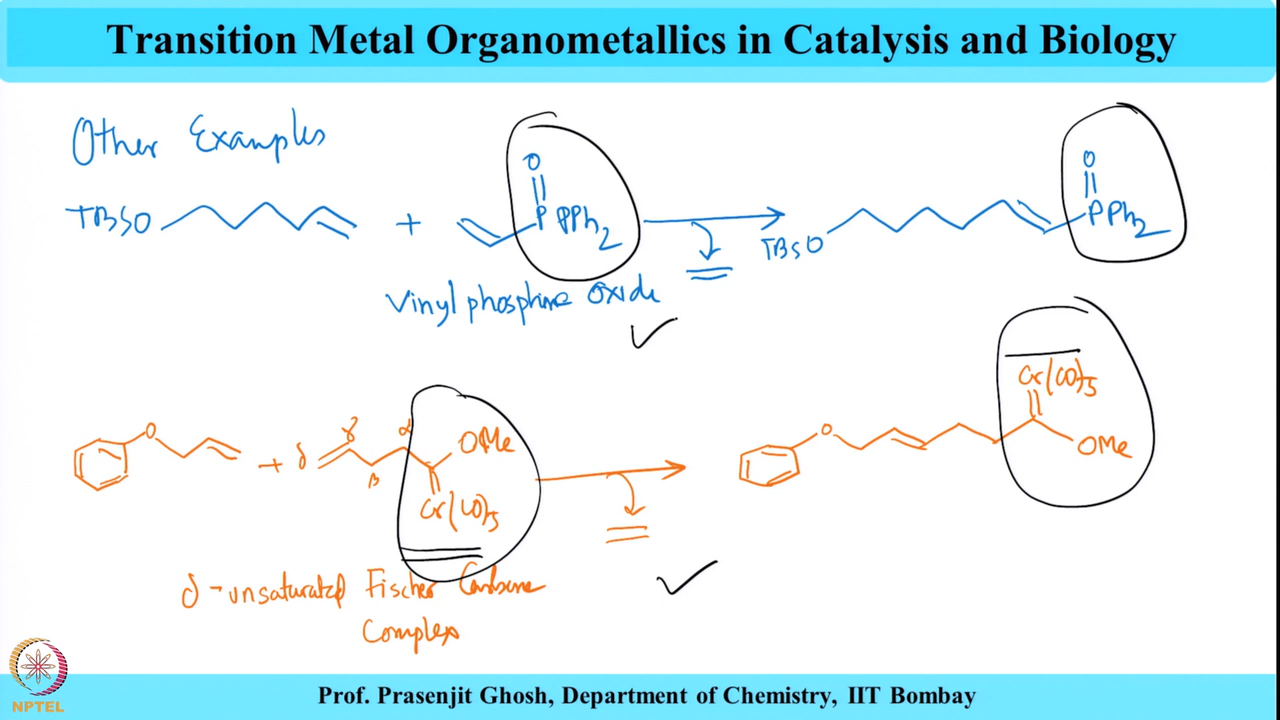 Transition Metal Organometallics in Catalysis and Biology
Other Examples
TBSO + O P PPh2 TBSO O PPh2
Vinyl phosphine Oxide
O + δ γ β α OMe Cr(CO)5 O Cr(CO)5 OMe
δ-unsaturated Fischer Carbene
Complex
Prof. Prasenjit Ghosh, Department of Chemistry, IIT Bombay
NPTEL